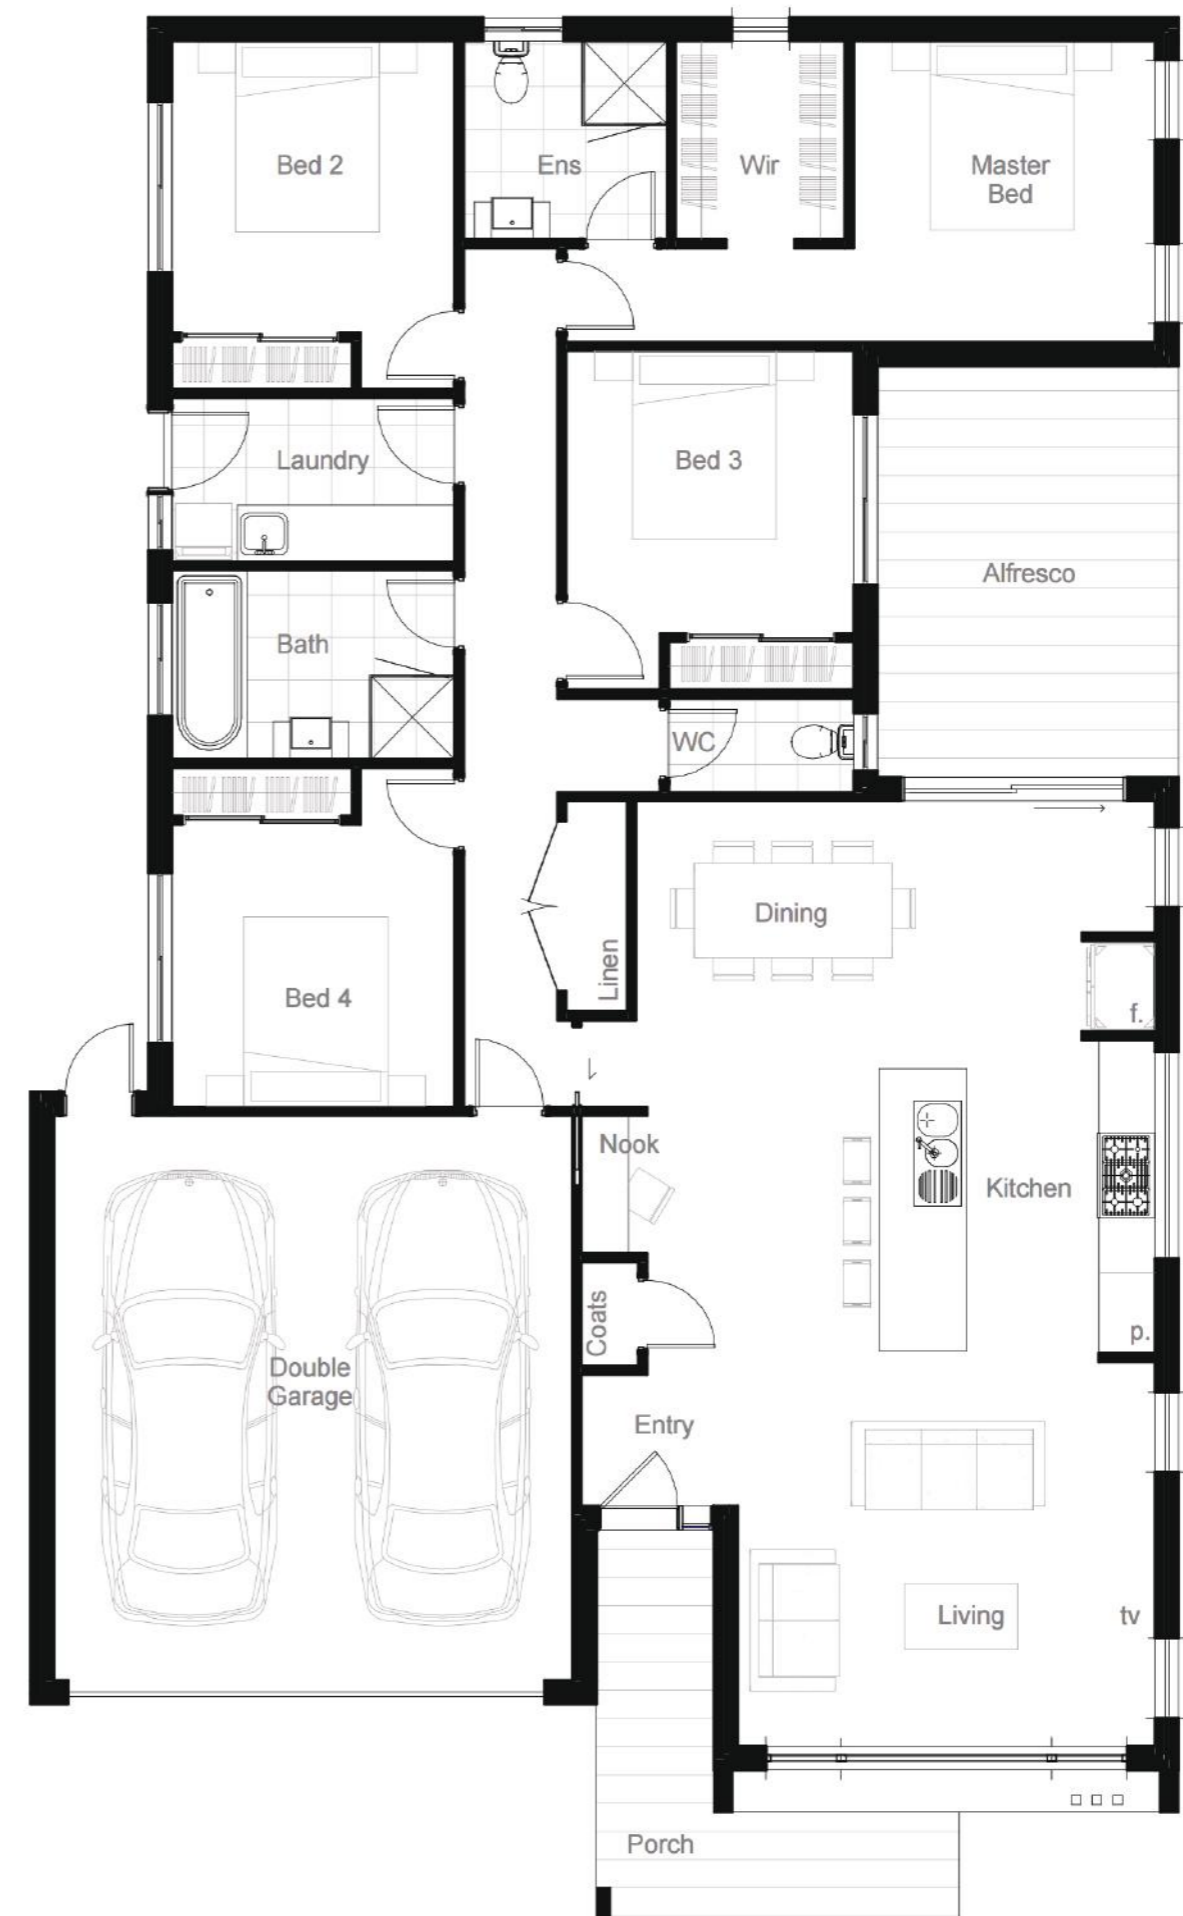 Bed 2
Ens
Wir
Master
Bed
Laundry
Bed 3
Alfresco
Bath
WC
Dining
Linen
Bed 4
f.
Nook
Kitchen
Coats
p.
Double
Garage
Entry
Living
tv
Porch